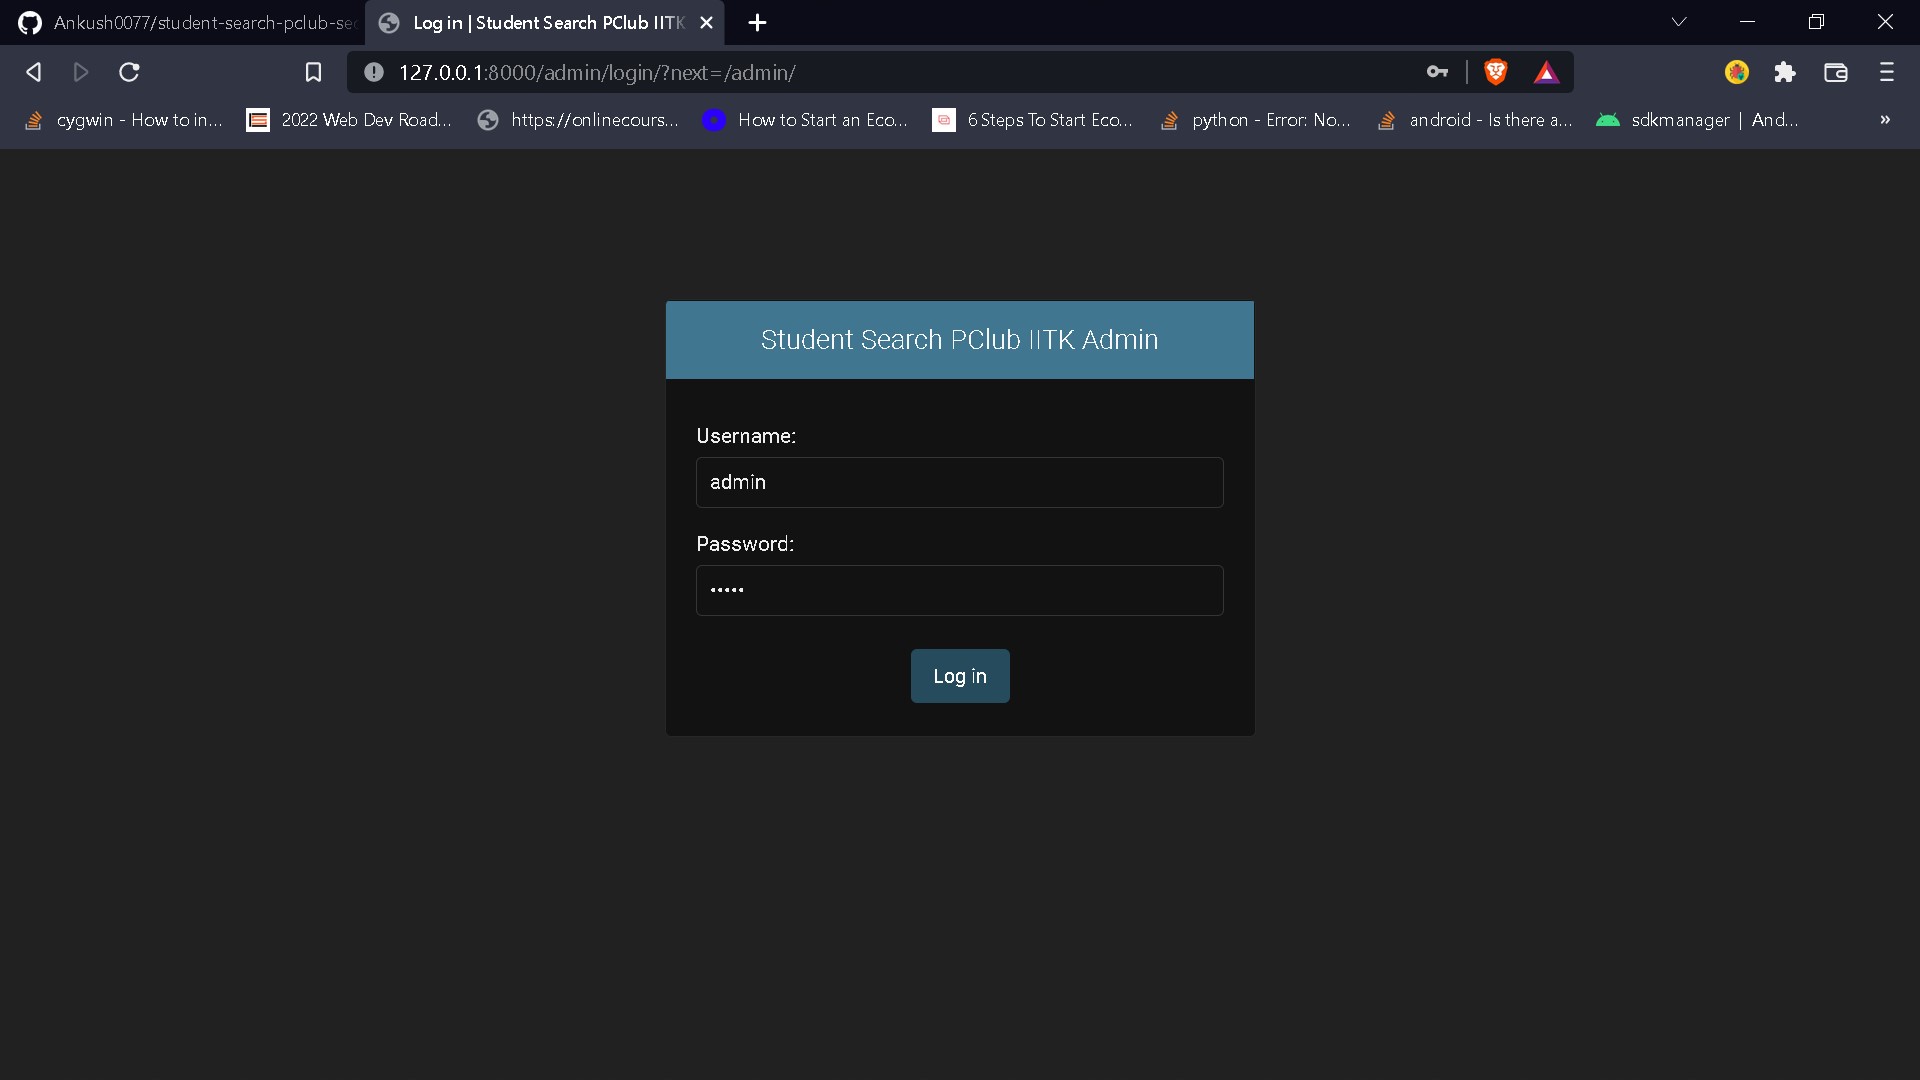 Ankush0077/student-search-pclub-se
Log in | Student Search PClub IITK
127.0.0.1:8000/admin/login/?next=/admin/
cygwin - How to in...
2022 Web Dev Road...
https://onlinecours...
How to Start an Eco...
6 Steps To Start Eco...
python - Error: No...
android - Is there a...
sdkmanager | And...
»
Student Search PClub IITK Admin
Username:
admin
Password:
•••••
Log in